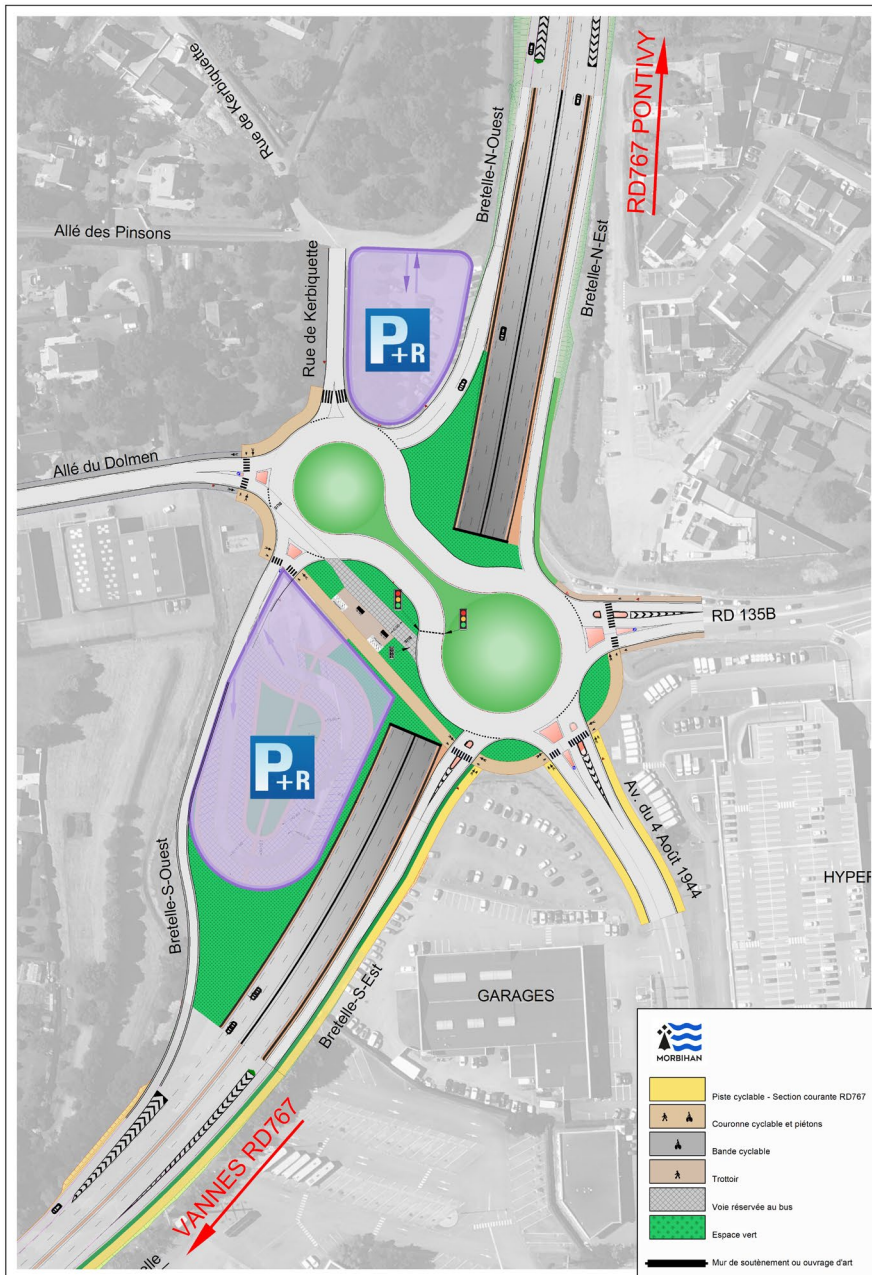 RD767 PONTIVY
Rue de Kerbiquette
Bretelle-N-Ouest
Allé des Pinsons
Rue de Kerbiquette
Bretelle-N-Est
P+R
Allé du Dolmen
RD 135B
P+R
Av. du 4 Août 1944
HYPER
Bretelle-S-Ouest
GARAGES
Bretelle-S-Est
VANNES RD767
MORBIHAN
Piste cyclable - Section courante RD767
Couronne cyclable et piétons
Bande cyclable
Trottoir
Voie réservée au bus
Espace vert
Mur de soutènement ou ouvrage d'art